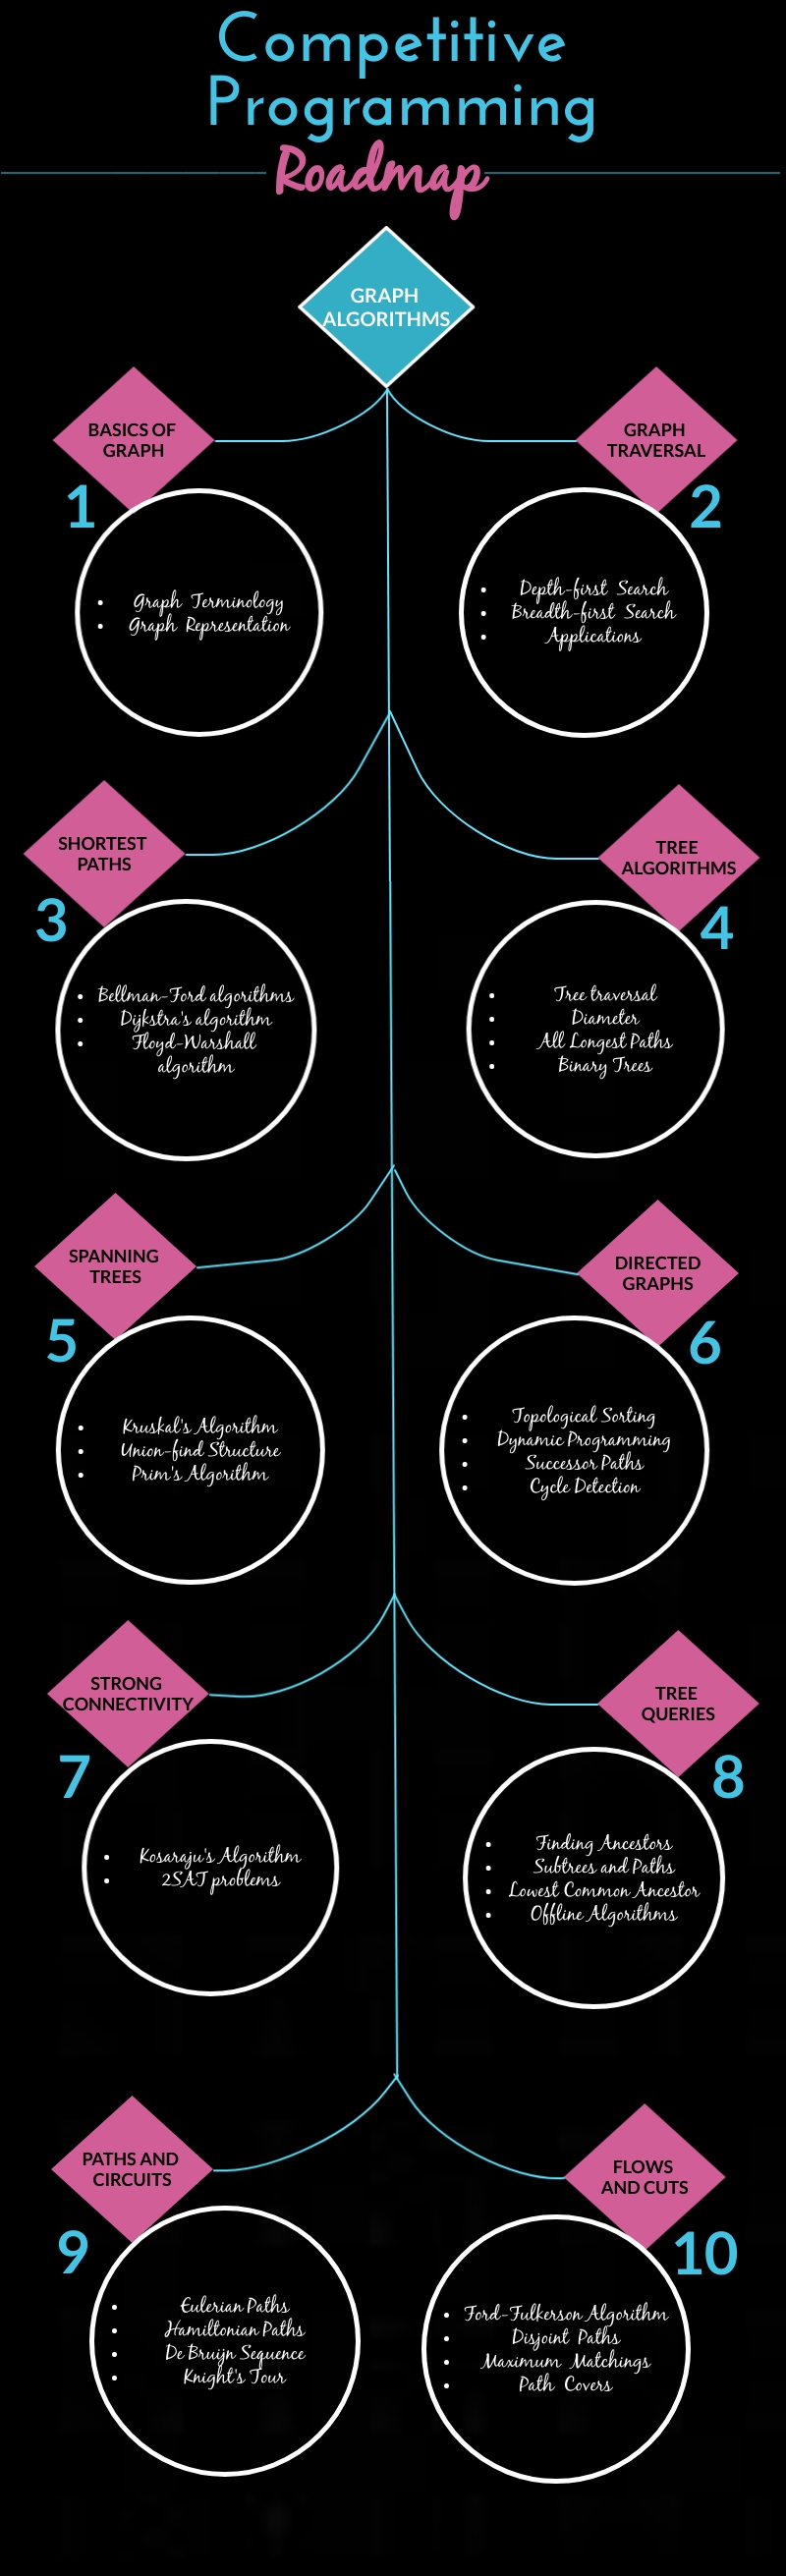 Competitive
Programming
Roadmap
GRAPH
ALGORITHMS
BASICS OF
GRAPH
1
• Graph Terminology
• Graph Representation
GRAPH
TRAVERSAL
2
• Depth-first Search
• Breadth-first Search
• Applications
SHORTEST
PATHS
3
• Bellman-Ford algorithms
• Dijkstra's algorithm
• Floyd-Warshall
algorithm
TREE
ALGORITHMS
4
• Tree traversal
• Diameter
• All Longest Paths
• Binary Trees
SPANNING
TREES
5
• Kruskal's Algorithm
• Union-find Structure
• Prim's Algorithm
DIRECTED
GRAPHS
6
• Topological Sorting
• Dynamic Programming
• Successor Paths
• Cycle Detection
STRONG
CONNECTIVITY
7
• Kosaraju's Algorithm
• 2SAT problems
TREE
QUERIES
8
• Finding Ancestors
• Subtrees and Paths
• Lowest Common Ancestor
• Offline Algorithms
PATHS AND
CIRCUITS
9
• Eulerian Paths
• Hamiltonian Paths
• De Bruijn Sequence
• Knight's Tour
FLOWS
AND CUTS
10
• Ford-Fulkerson Algorithm
• Disjoint Paths
• Maximum Matchings
• Path Covers